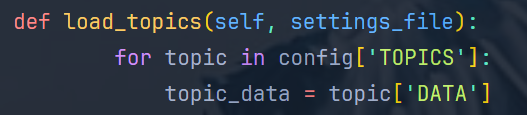 def load_topics(self, settings_file):
        for topic in config['TOPICS']:
            topic_data = topic['DATA']